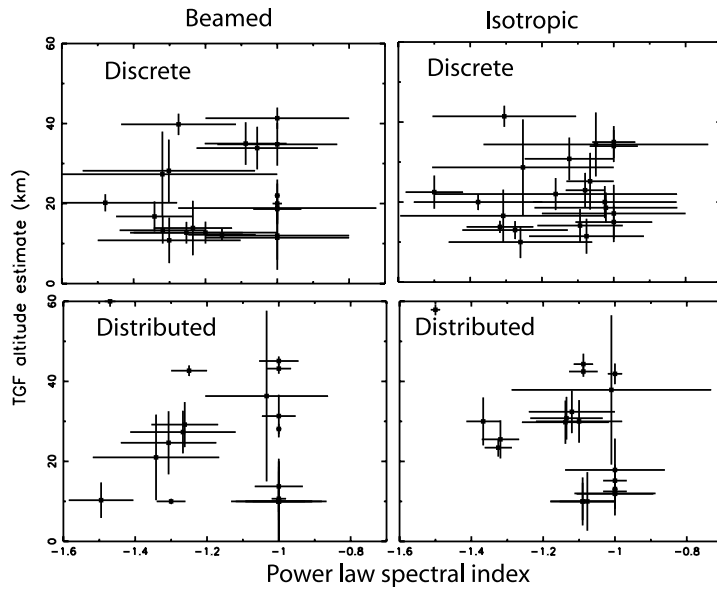 Beamed Isotropic
60
Discrete Discrete
40
20
0
TGF altitude estimate (km)
60
Distributed Distributed
40
20
0
-1.6 -1.4 -1.2 -1 -0.8 -1.6 -1.4 -1.2 -1 -0.8
Power law spectral index